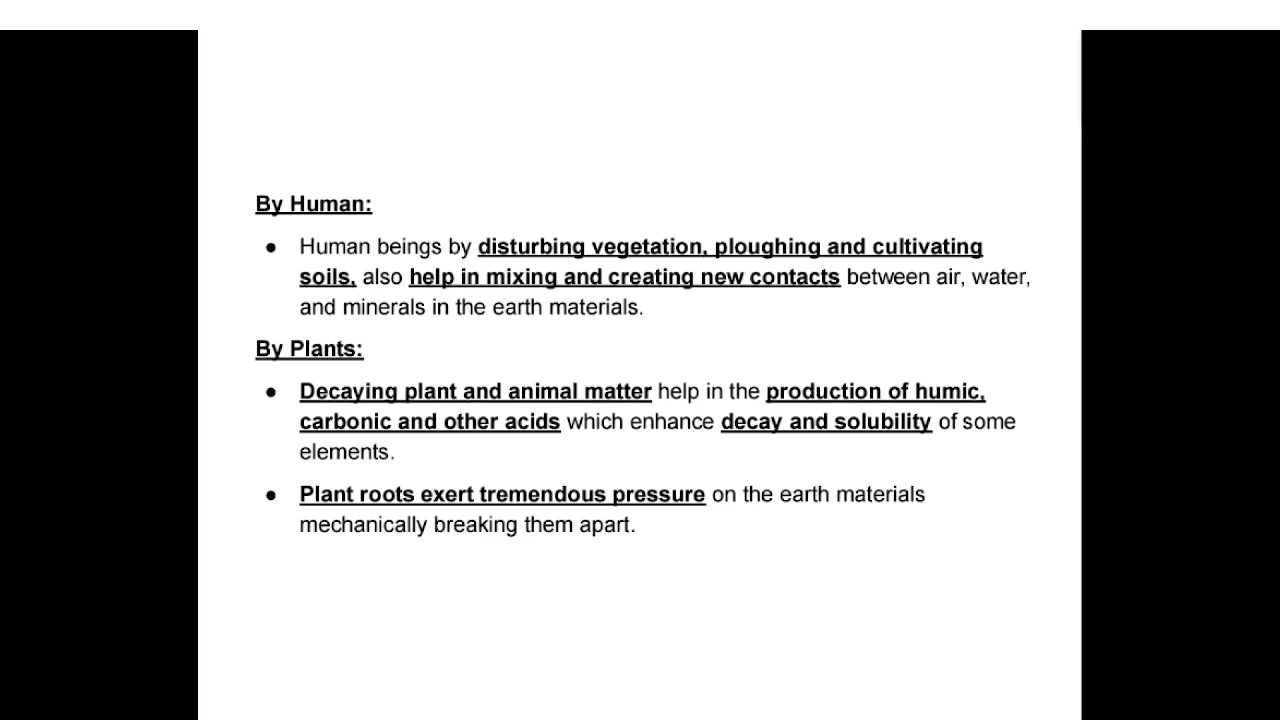 By Human:
● Human beings by disturbing vegetation, ploughing and cultivating
soils, also help in mixing and creating new contacts between air, water,
and minerals in the earth materials.
By Plants:
● Decaying plant and animal matter help in the production of humic,
carbonic and other acids which enhance decay and solubility of some
elements.
● Plant roots exert tremendous pressure on the earth materials
mechanically breaking them apart.